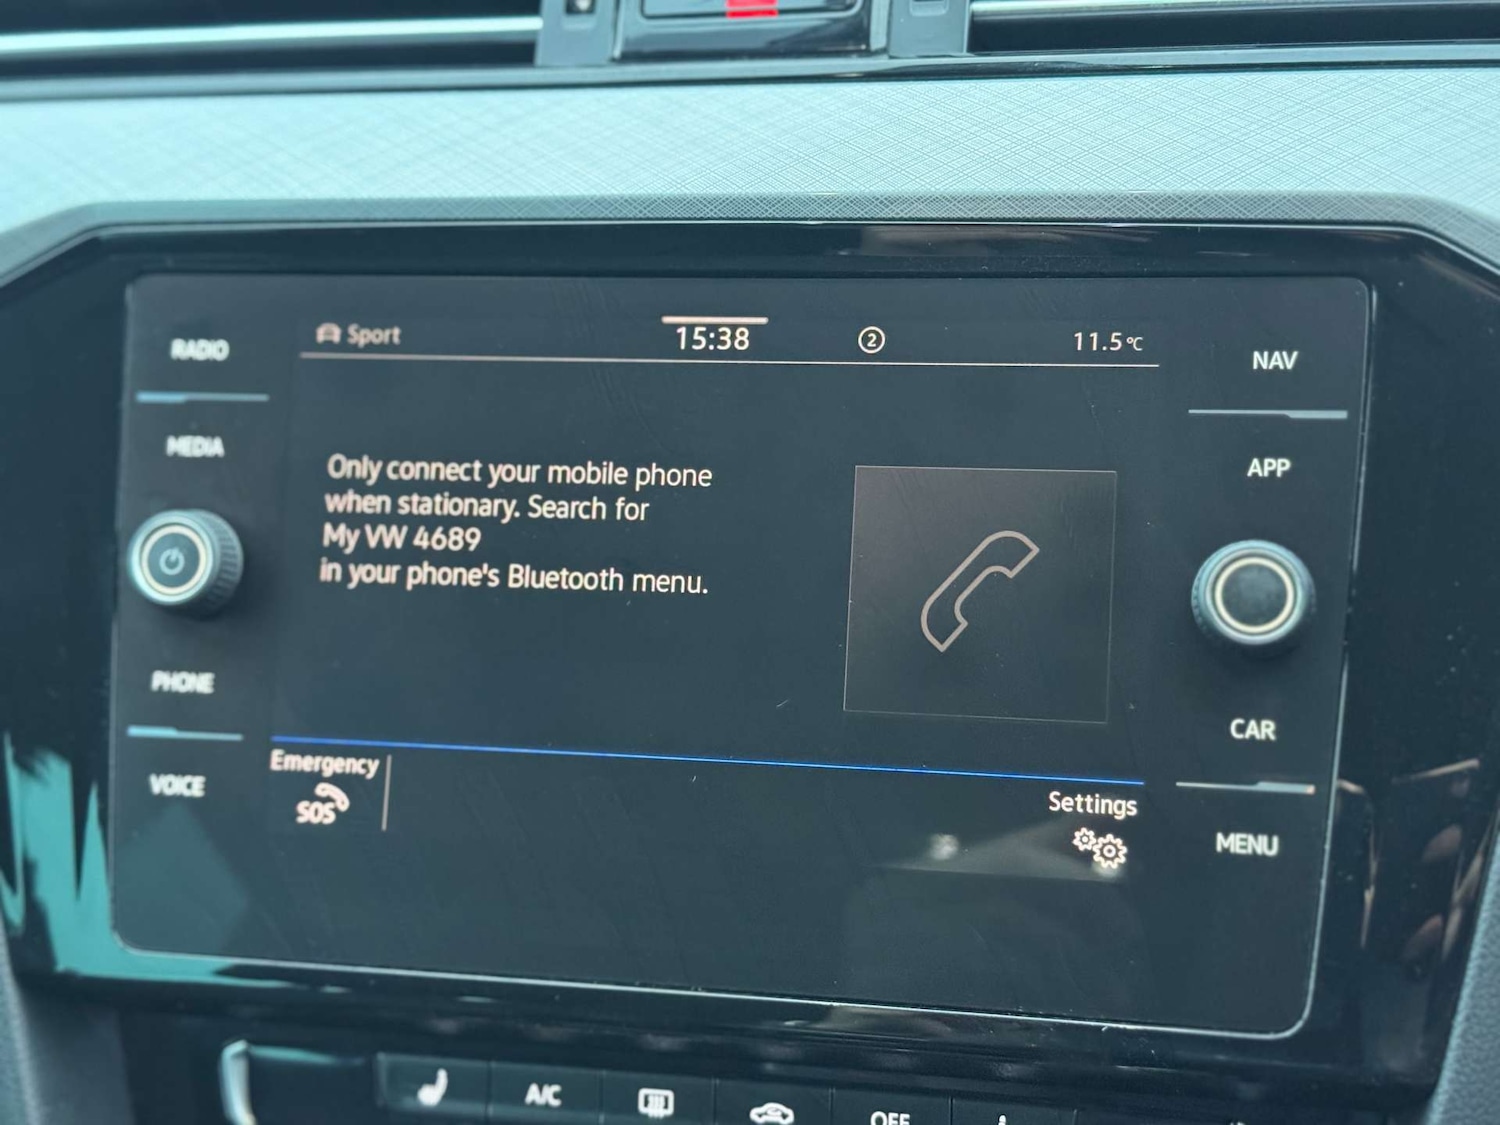 RADIO
MEDIA
PHONE
VOICE
Sport
15:38
2
11.5°C
Only connect your mobile phone
when stationary. Search for
My VW 4689
in your phone's Bluetooth menu.
Emergency
SOS
Settings
NAV
APP
CAR
MENU
A/C
OFF